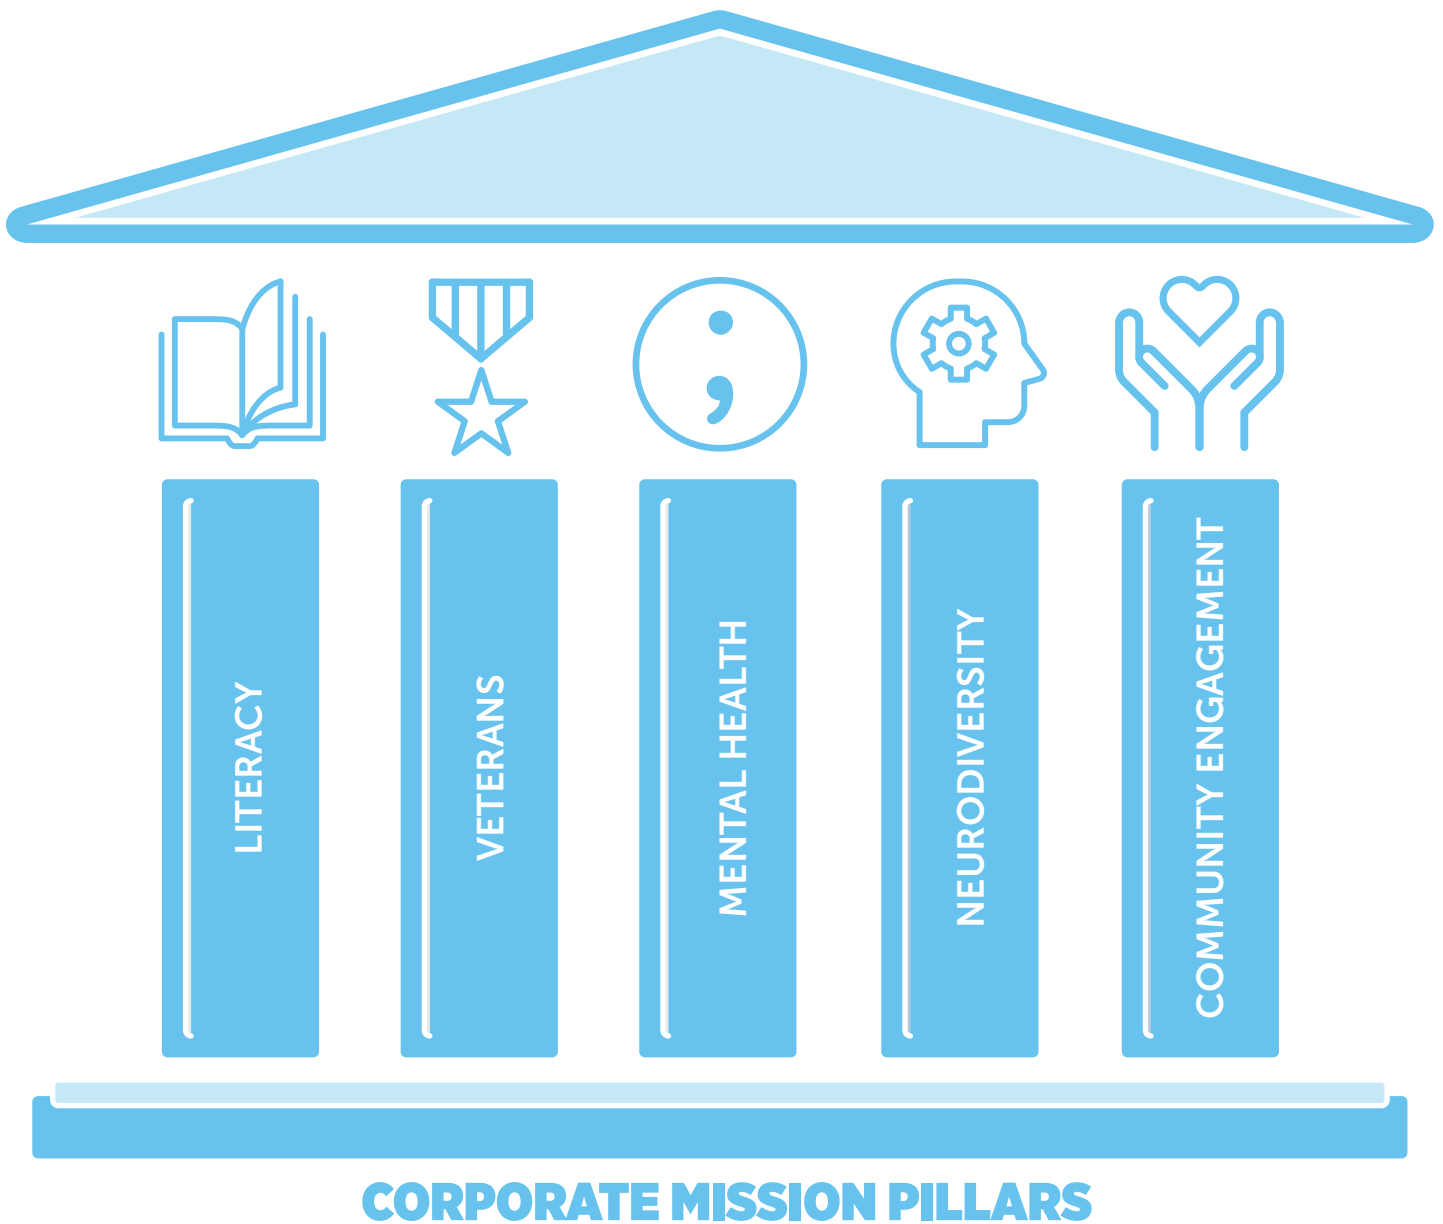 LITERACY
VETERANS
MENTAL HEALTH
NEURODIVERSITY
COMMUNITY ENGAGEMENT
CORPORATE MISSION PILLARS